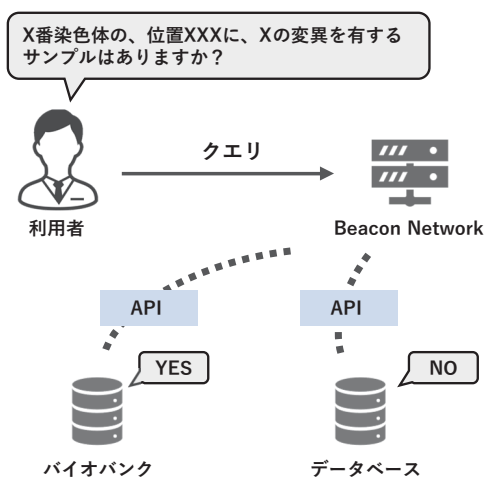 X番染色体の、位置XXXに、Xの変異を有する
サンプルはありますか？
クエリ
利用者
Beacon Network
API
API
YES
NO
バイオバンク
データベース